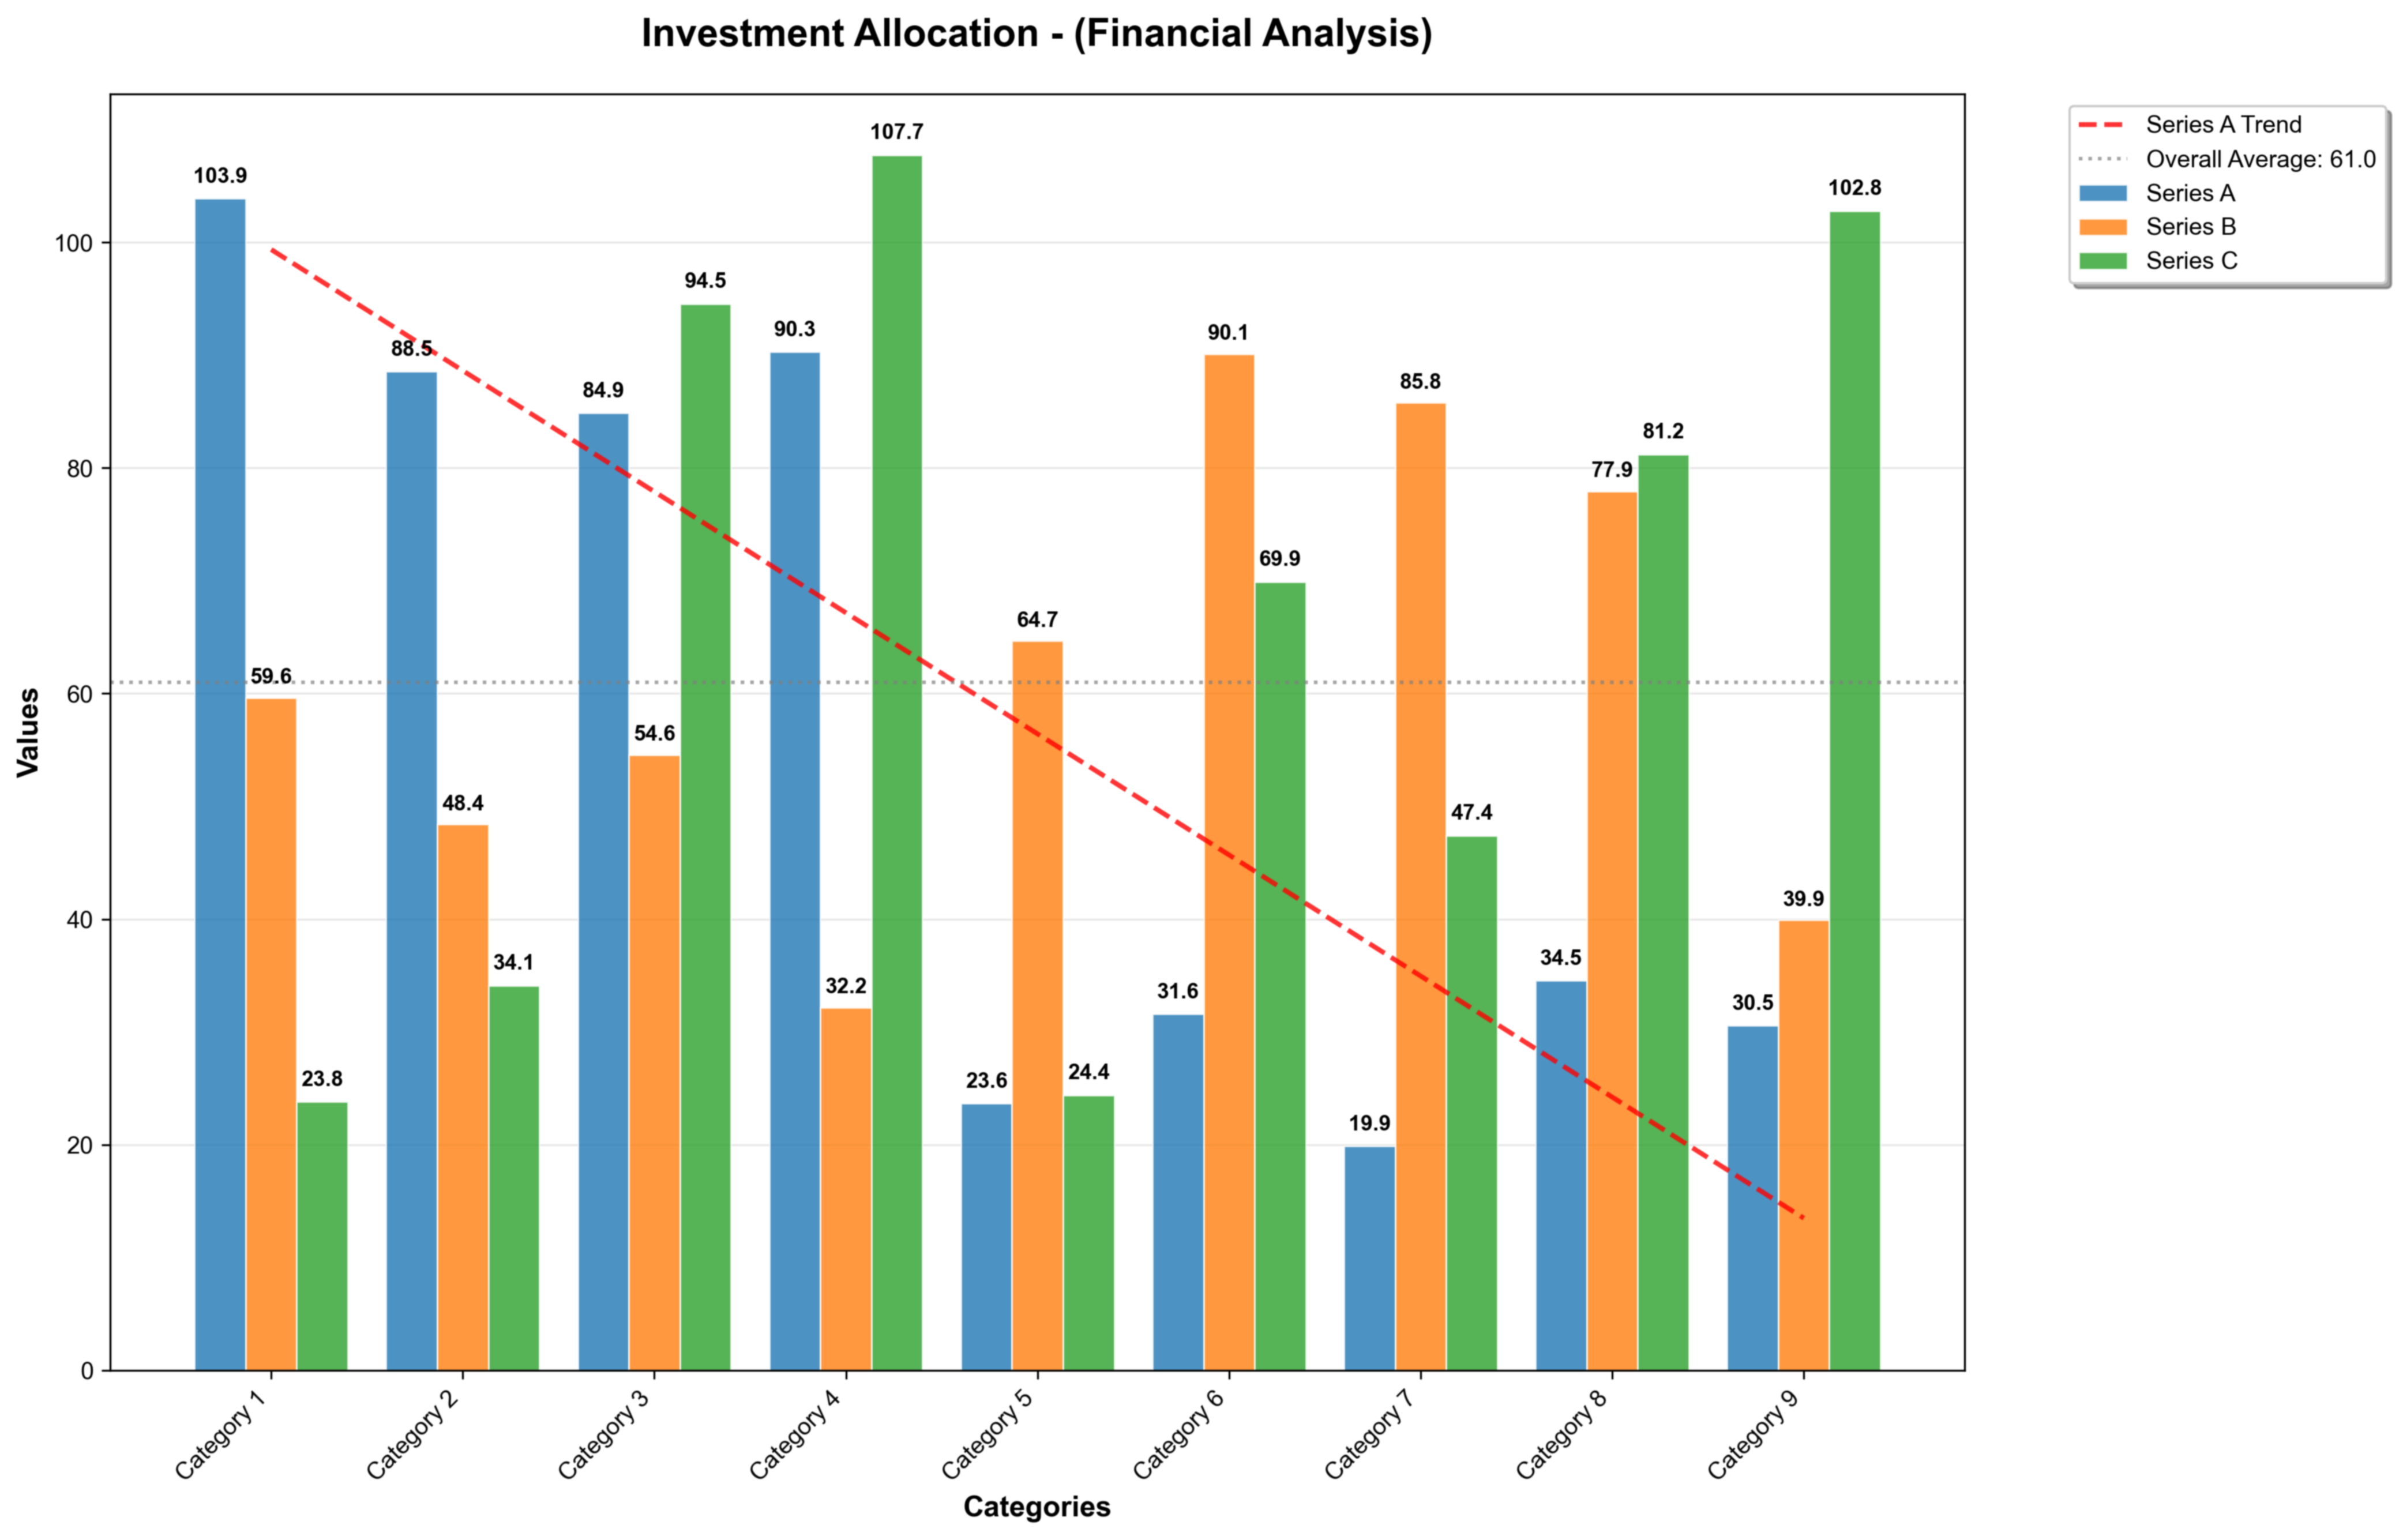 Investment Allocation - (Financial Analysis)
Series A Trend
Overall Average: 61.0
Series A
Series B
Series C
Values
100
80
60
40
20
0
103.9
59.6
23.8
88.5
48.4
34.1
84.9
54.6
94.5
90.3
32.2
107.7
23.6
64.7
24.4
31.6
90.1
69.9
19.9
85.8
47.4
34.5
77.9
81.2
30.5
39.9
102.8
Category 1
Category 2
Category 3
Category 4
Category 5
Category 6
Category 7
Category 8
Category 9
Categories